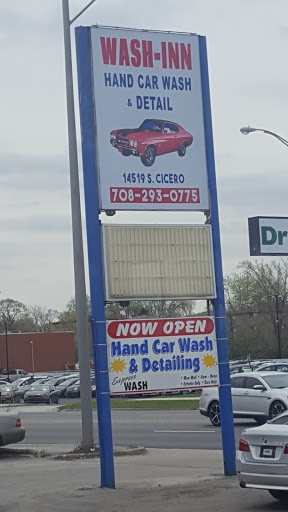 WASH-INN
HAND CAR WASH
& DETAIL
14519 S. CICERO
708-293-0775
Dr
NOW OPEN
Hand Car Wash
& Detailing
Express
WASH